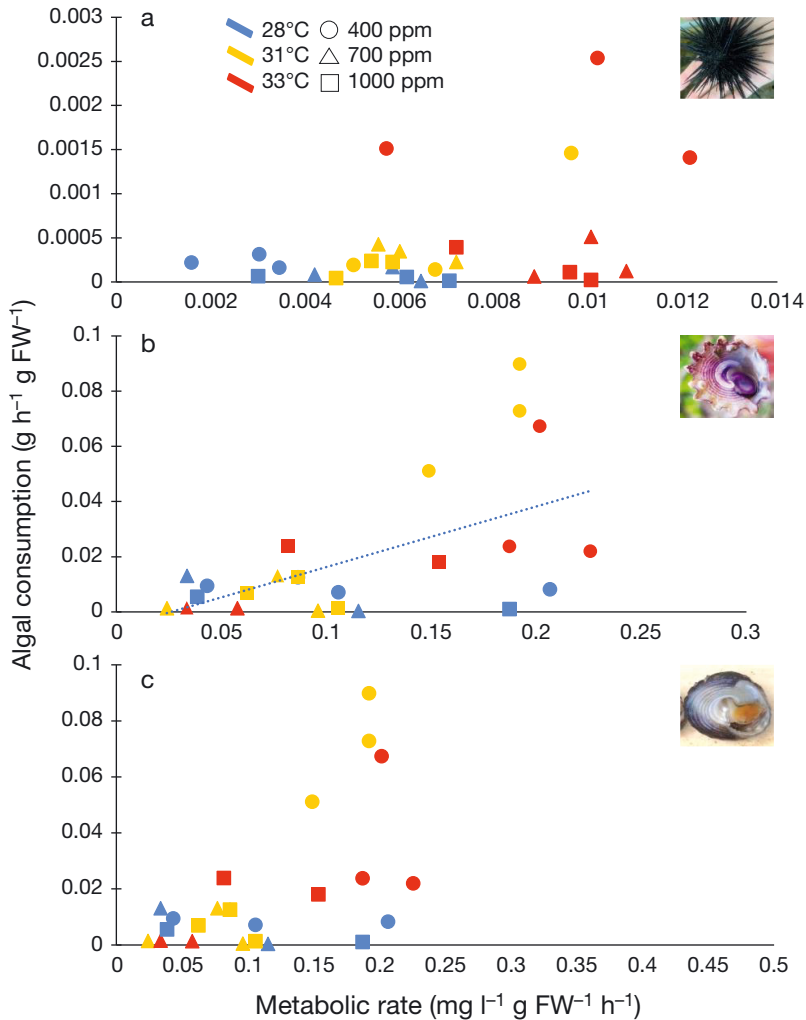 a
28°C 400 ppm
31°C 700 ppm
33°C 1000 ppm
0.003
0.0025
0.002
0.0015
0.001
0.0005
0
0 0.002 0.004 0.006 0.008 0.01 0.012 0.014
b
0.1
0.08
0.06
0.04
0.02
0
0 0.05 0.1 0.15 0.2 0.25 0.3
c
0.1
0.08
0.06
0.04
0.02
0
0 0.05 0.1 0.15 0.2 0.25 0.3 0.35 0.4 0.45 0.5
Algal consumption (g h⁻¹ g FW⁻¹)
Metabolic rate (mg l⁻¹ g FW⁻¹ h⁻¹)